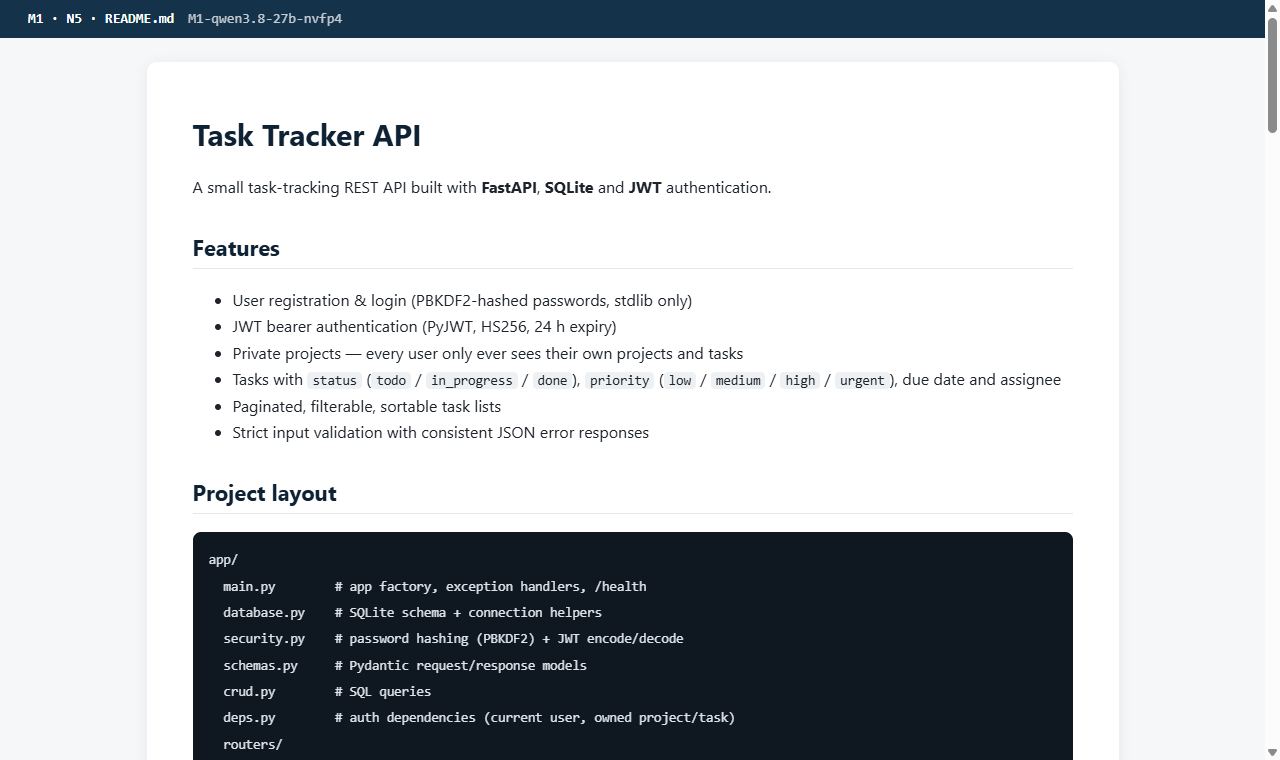 M1 • N5 • README.md M1-qwen3.8-27b-nvfp4
Task Tracker API
A small task-tracking REST API built with FastAPI, SQLite and JWT authentication.
Features
• User registration & login (PBKDF2-hashed passwords, stdlib only)
• JWT bearer authentication (PyJWT, HS256, 24 h expiry)
• Private projects — every user only ever sees their own projects and tasks
• Tasks with status ( todo / in_progress / done ), priority ( low / medium / high / urgent ), due date and assignee
• Paginated, filterable, sortable task lists
• Strict input validation with consistent JSON error responses
Project layout
app/
  main.py        # app factory, exception handlers, /health
  database.py    # SQLite schema + connection helpers
  security.py    # password hashing (PBKDF2) + JWT encode/decode
  schemas.py     # Pydantic request/response models
  crud.py        # SQL queries
  deps.py        # auth dependencies (current user, owned project/task)
  routers/